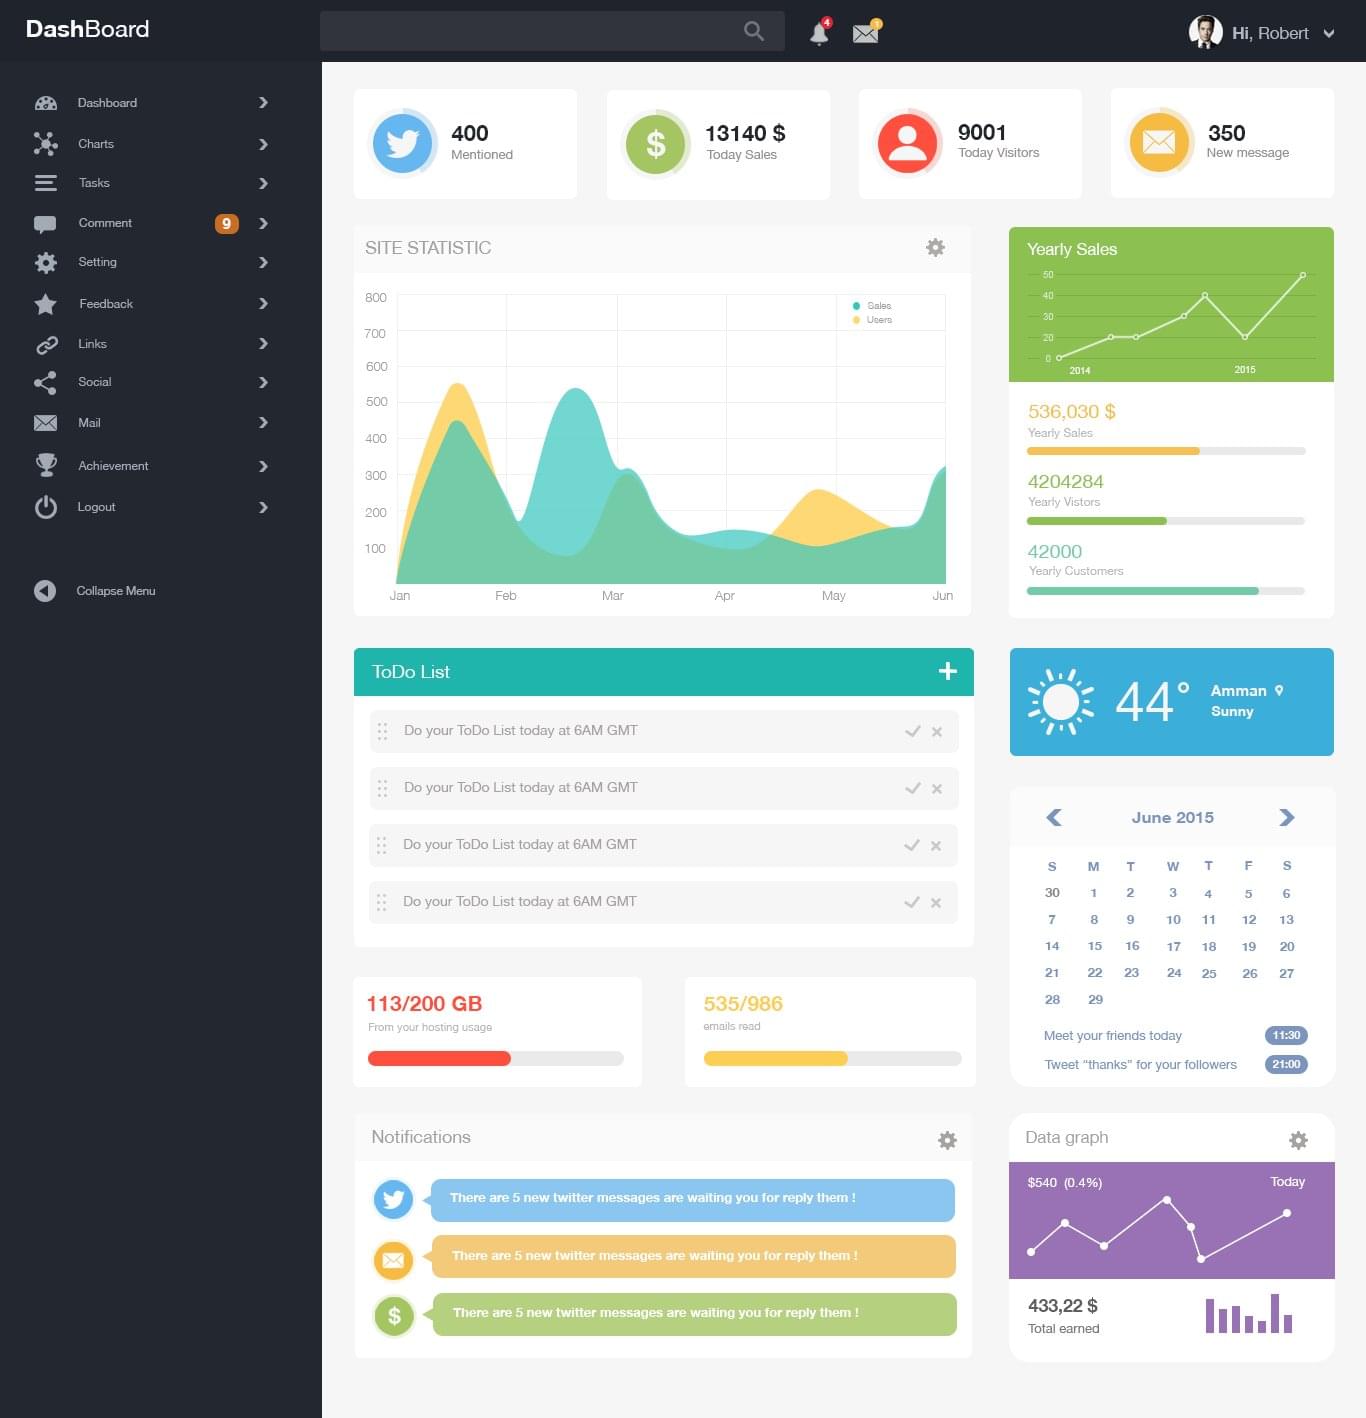 DashBoard
4
1
Hi, Robert
Dashboard
Charts
Tasks
Comment 9
Setting
Feedback
Links
Social
Mail
Achievement
Logout
Collapse Menu
400
Mentioned
$
13140 $
Today Sales
9001
Today Visitors
350
New message
SITE STATISTIC
800
700
600
500
400
300
200
100
Sales
Users
Jan Feb Mar Apr May Jun
Yearly Sales
50
40
30
20
0
2014 2015
536,030 $
Yearly Sales
4204284
Yearly Vistors
42000
Yearly Customers
ToDo List
Do your ToDo List today at 6AM GMT
Do your ToDo List today at 6AM GMT
Do your ToDo List today at 6AM GMT
Do your ToDo List today at 6AM GMT
44°
Amman
Sunny
June 2015
S M T W T F S
30 1 2 3 4 5 6
7 8 9 10 11 12 13
14 15 16 17 18 19 20
21 22 23 24 25 26 27
28 29
Meet your friends today 11:30
Tweet “thanks” for your followers 21:00
113/200 GB
From your hosting usage
535/986
emails read
Notifications
There are 5 new twitter messages are waiting you for reply them !
There are 5 new twitter messages are waiting you for reply them !
$
There are 5 new twitter messages are waiting you for reply them !
Data graph
$540 (0.4%) Today
433,22 $
Total earned